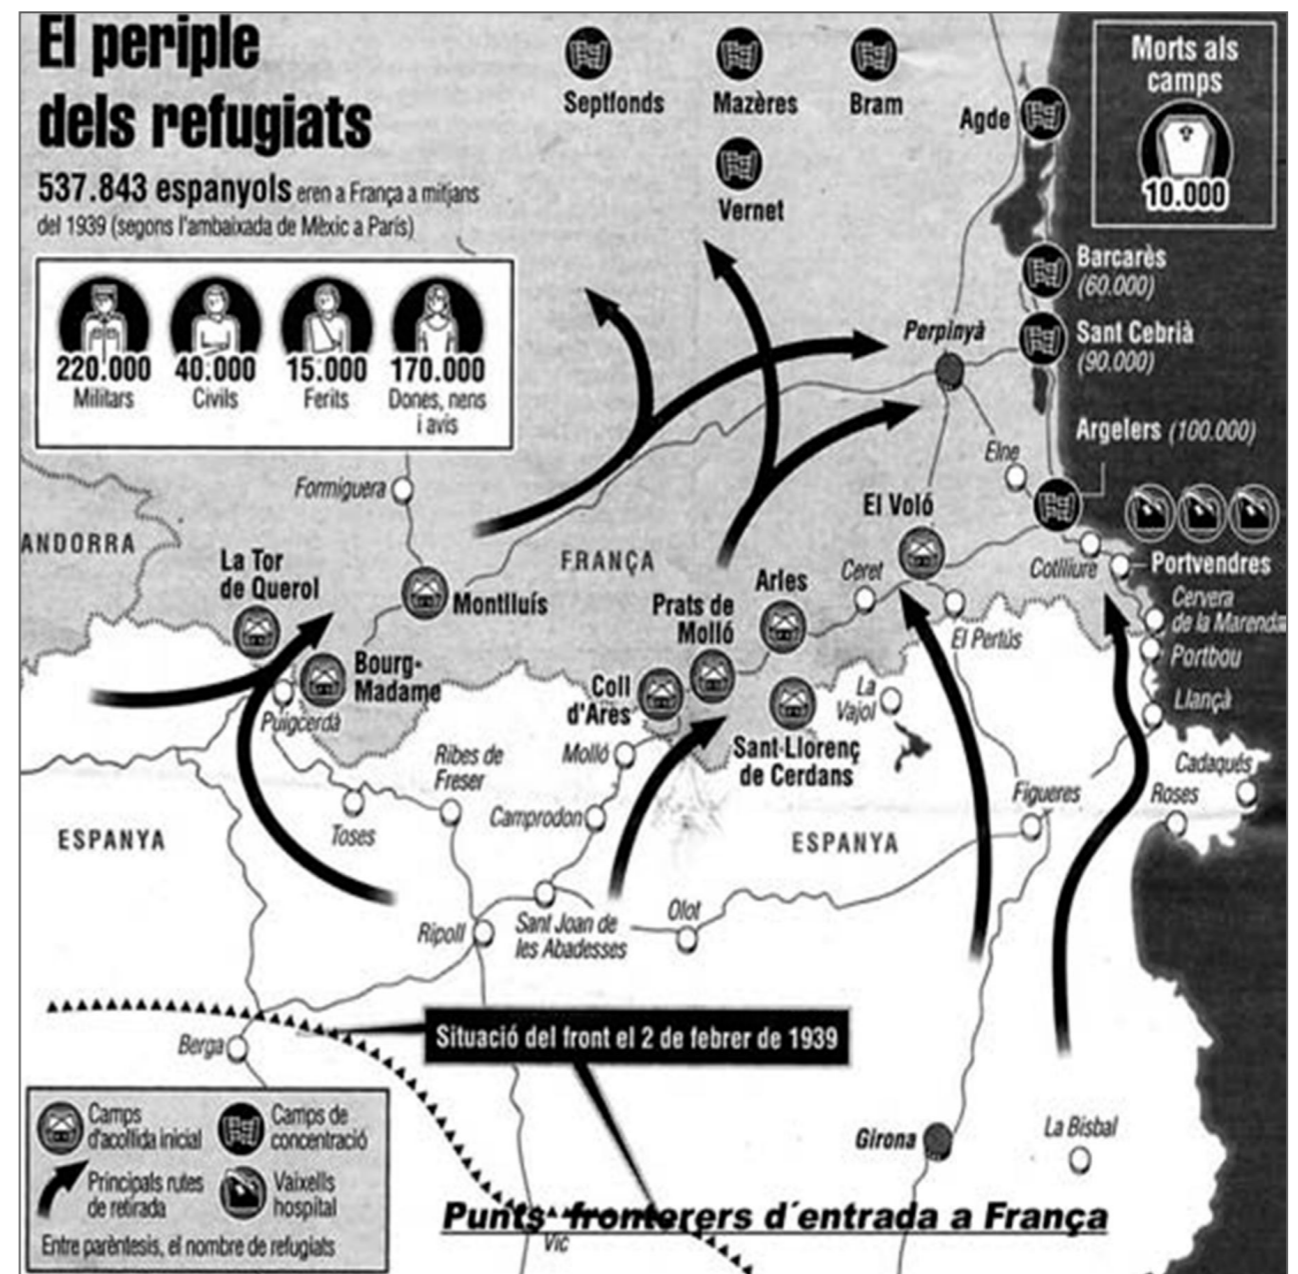 El periple
dels refugiats
537.843 espanyols eren a França a mitjans
del 1939 (segons l'ambaixada de Mèxic a París)
220.000
Militars
40.000
Civils
15.000
Ferits
170.000
Dones, nens
i avis
Septfonds
Mazères
Bram
Vernet
Agde
Morts als
camps
10.000
Barcarès
(60.000)
Perpinyà
Sant Cebrià
(90.000)
Argelers (100.000)
Elne
Formiguera
El Voló
ANDORRA
FRANÇA
La Tor
de Querol
Montlluís
Arles
Ceret
Cotlliure
Portvendres
Prats de
Molló
Cervera
de la Marenda
El Pertús
Portbou
Bourg-
Madame
Coll
d'Ares
La
Vajol
Llançà
Puigcerdà
Molló
Sant Llorenç
de Cerdans
Ribes de
Freser
Cadaqués
Figueres
Roses
Toses
Camprodon
ESPANYA
ESPANYA
Olot
Ripoll
Sant Joan de
les Abadesses
Situació del front el 2 de febrer de 1939
Berga
Girona
La Bisbal
Camps
d'acollida inicial
Camps de
concentració
Principals rutes
de retirada
Vaixells
hospital
Entre parèntesis, el nombre de refugiats
Punts fronterers d´entrada a França
Vic